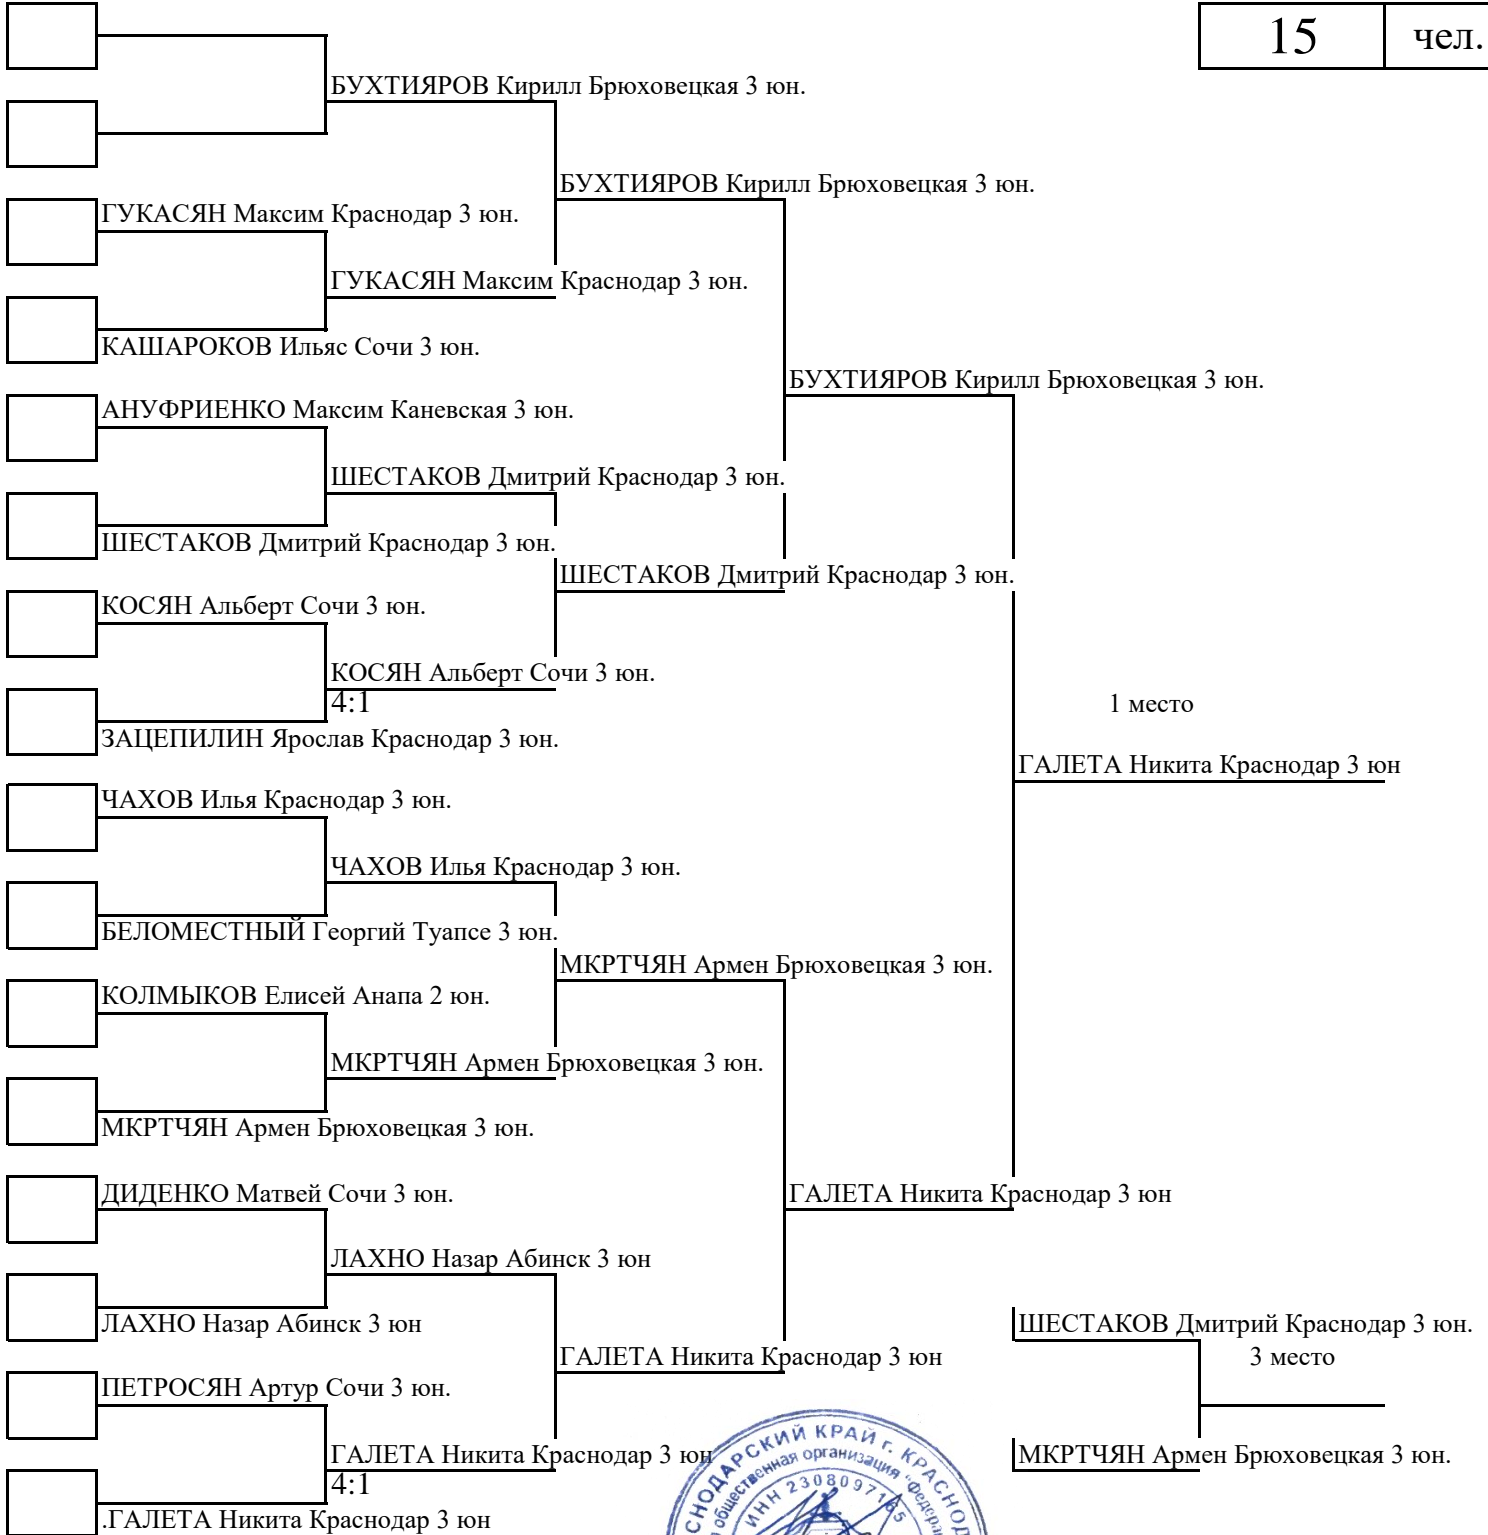 15 чел.
БУХТИЯРОВ Кирилл Брюховецкая 3 юн.
БУХТИЯРОВ Кирилл Брюховецкая 3 юн.
ГУКАСЯН Максим Краснодар 3 юн.
ГУКАСЯН Максим Краснодар 3 юн.
КАШАРОКОВ Ильяс Сочи 3 юн.
БУХТИЯРОВ Кирилл Брюховецкая 3 юн.
АНУФРИЕНКО Максим Каневская 3 юн.
ШЕСТАКОВ Дмитрий Краснодар 3 юн.
ШЕСТАКОВ Дмитрий Краснодар 3 юн.
ШЕСТАКОВ Дмитрий Краснодар 3 юн.
КОСЯН Альберт Сочи 3 юн.
КОСЯН Альберт Сочи 3 юн.
4:1
1 место
ЗАЦЕПИЛИН Ярослав Краснодар 3 юн.
ГАЛЕТА Никита Краснодар 3 юн
ЧАХОВ Илья Краснодар 3 юн.
ЧАХОВ Илья Краснодар 3 юн.
БЕЛОМЕСТНЫЙ Георгий Туапсе 3 юн.
МКРТЧЯН Армен Брюховецкая 3 юн.
КОЛМЫКОВ Елисей Анапа 2 юн.
МКРТЧЯН Армен Брюховецкая 3 юн.
МКРТЧЯН Армен Брюховецкая 3 юн.
ДИДЕНКО Матвей Сочи 3 юн.
ГАЛЕТА Никита Краснодар 3 юн
ЛАХНО Назар Абинск 3 юн
ЛАХНО Назар Абинск 3 юн
ШЕСТАКОВ Дмитрий Краснодар 3 юн.
ГАЛЕТА Никита Краснодар 3 юн
3 место
ПЕТРОСЯН Артур Сочи 3 юн.
ГАЛЕТА Никита Краснодар 3 юн
МКРТЧЯН Армен Брюховецкая 3 юн.
4:1
.ГАЛЕТА Никита Краснодар 3 юн
КРАЙ г.
общественная организация
ИНН 2308097165